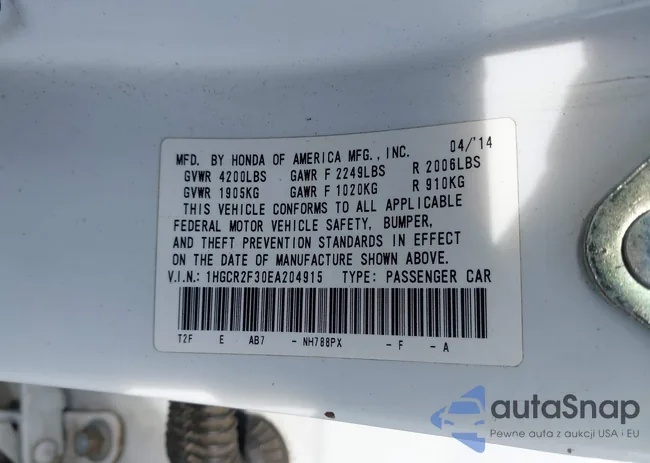 MFD. BY HONDA OF AMERICA MFG., INC. 04/'14
GVWR 4200LBS GAWR F 2249LBS R 2006LBS
GVWR 1905KG GAWR F 1020KG R 910KG
THIS VEHICLE CONFORMS TO ALL APPLICABLE
FEDERAL MOTOR VEHICLE SAFETY, BUMPER,
AND THEFT PREVENTION STANDARDS IN EFFECT
ON THE DATE OF MANUFACTURE SHOWN ABOVE.
V.I.N.: 1HGCR2F30EA204915 TYPE: PASSENGER CAR
T2F E AB7 - NH788PX - F - A
autaSnap
Pewne auta z aukcji USA i EU